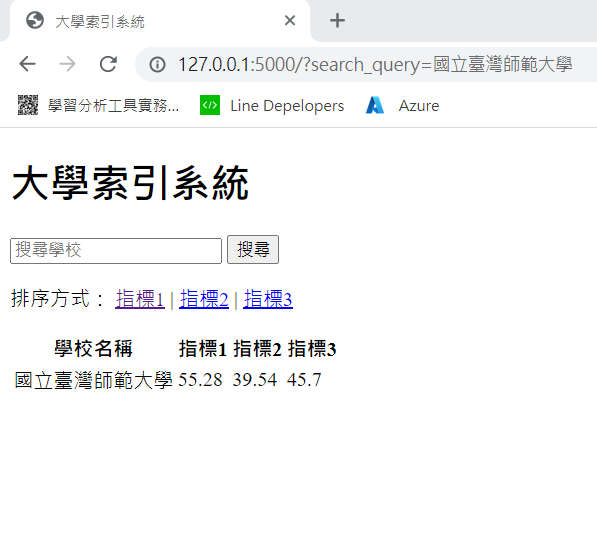 大學索引系統
127.0.0.1:5000/?search_query=國立臺灣師範大學
學習分析工具實務... Line Depelopers Azure
大學索引系統
搜尋學校 搜尋
排序方式： 指標1 | 指標2 | 指標3
學校名稱 指標1 指標2 指標3
國立臺灣師範大學 55.28 39.54 45.7